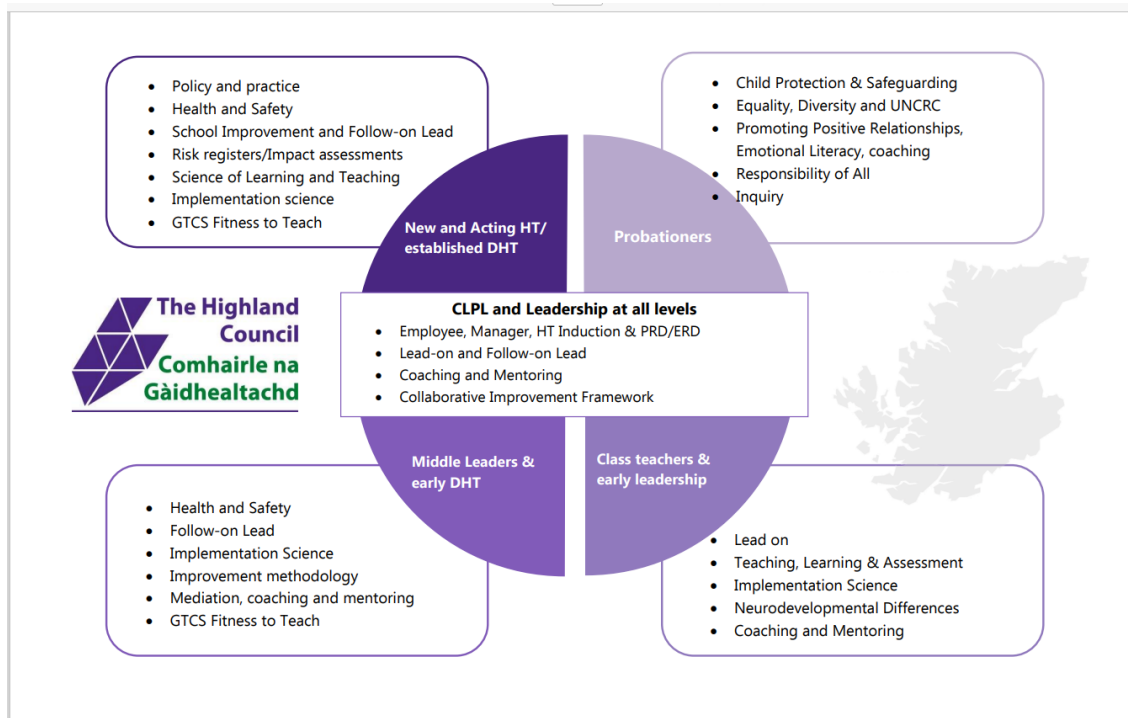 • Policy and practice
• Health and Safety
• School Improvement and Follow-on Lead
• Risk registers/Impact assessments
• Science of Learning and Teaching
• Implementation science
• GTCS Fitness to Teach
• Child Protection & Safeguarding
• Equality, Diversity and UNCRC
• Promoting Positive Relationships,
Emotional Literacy, coaching
• Responsibility of All
• Inquiry
New and Acting HT/
established DHT
Probationers
The Highland
Council
Comhairle na
Gàidhealtachd
CLPL and Leadership at all levels
• Employee, Manager, HT Induction & PRD/ERD
• Lead-on and Follow-on Lead
• Coaching and Mentoring
• Collaborative Improvement Framework
Middle Leaders &
early DHT
Class teachers &
early leadership
• Health and Safety
• Follow-on Lead
• Implementation Science
• Improvement methodology
• Mediation, coaching and mentoring
• GTCS Fitness to Teach
• Lead on
• Teaching, Learning & Assessment
• Implementation Science
• Neurodevelopmental Differences
• Coaching and Mentoring